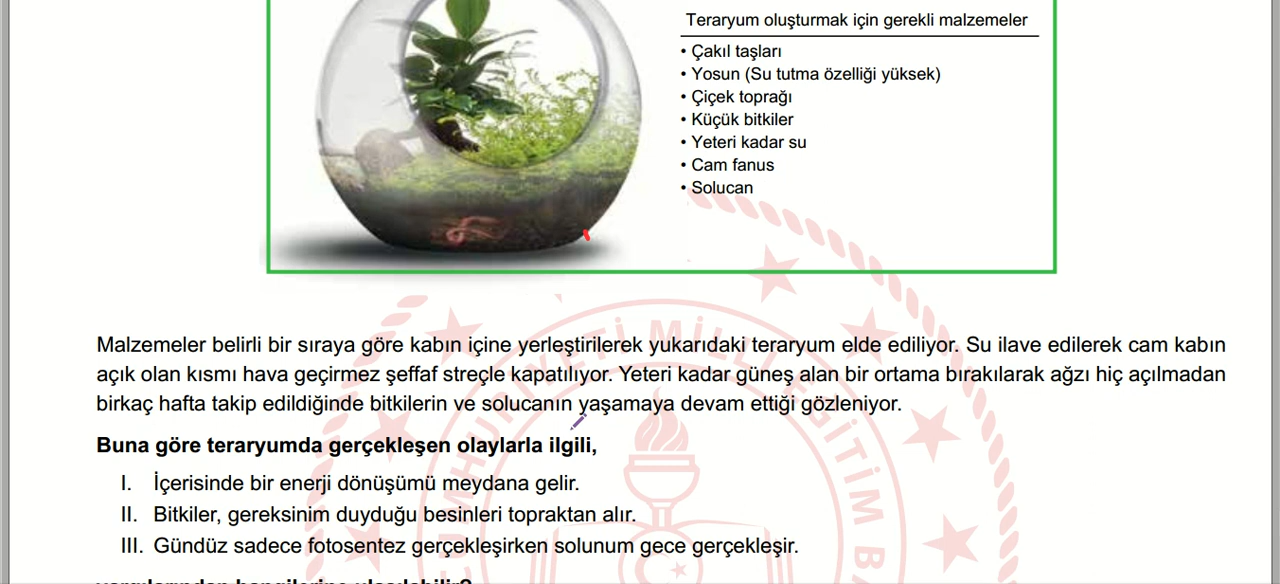 Teraryum oluşturmak için gerekli malzemeler
• Çakıl taşları
• Yosun (Su tutma özelliği yüksek)
• Çiçek toprağı
• Küçük bitkiler
• Yeteri kadar su
• Cam fanus
• Solucan
Malzemeler belirli bir sıraya göre kabın içine yerleştirilerek yukarıdaki teraryum elde ediliyor. Su ilave edilerek cam kabın
açık olan kısmı hava geçirmez şeffaf streçle kapatılıyor. Yeteri kadar güneş alan bir ortama bırakılarak ağzı hiç açılmadan
birkaç hafta takip edildiğinde bitkilerin ve solucanın yaşamaya devam ettiği gözleniyor.
Buna göre teraryumda gerçekleşen olaylarla ilgili,
I. İçerisinde bir enerji dönüşümü meydana gelir.
II. Bitkiler, gereksinim duyduğu besinleri topraktan alır.
III. Gündüz sadece fotosentez gerçekleşirken solunum gece gerçekleşir.
yargılarından hangilerine ulaşılabilir?